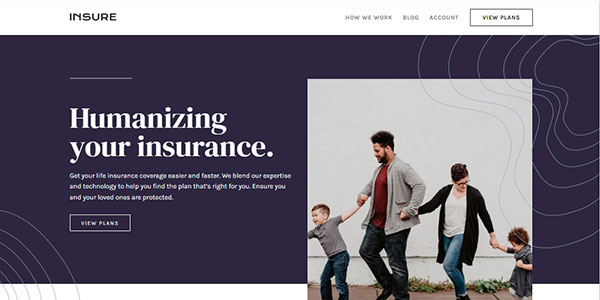 INSURE
HOW WE WORK BLOG ACCOUNT VIEW PLANS
Humanizing
your insurance.
Get your life insurance coverage easier and faster. We blend our expertise
and technology to help you find the plan that's right for you. Ensure you
and your loved ones are protected.
VIEW PLANS